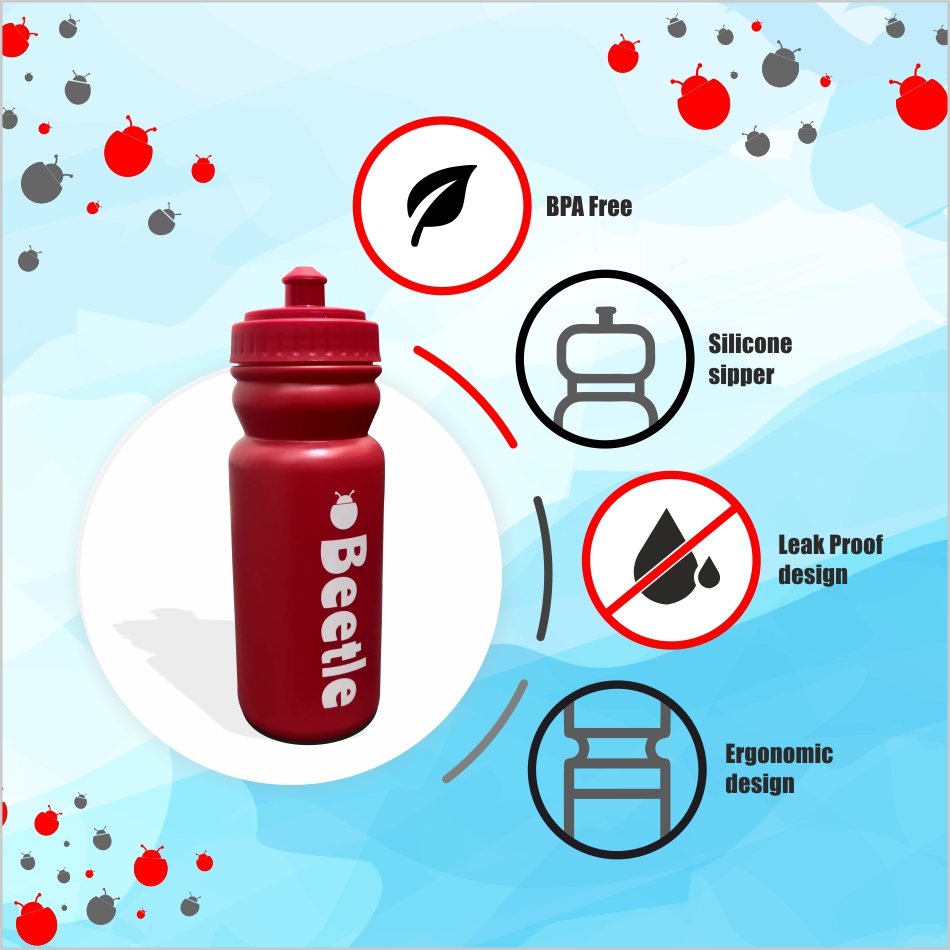 BPA Free
Silicone
sipper
Leak Proof
design
Ergonomic
design
Beetle